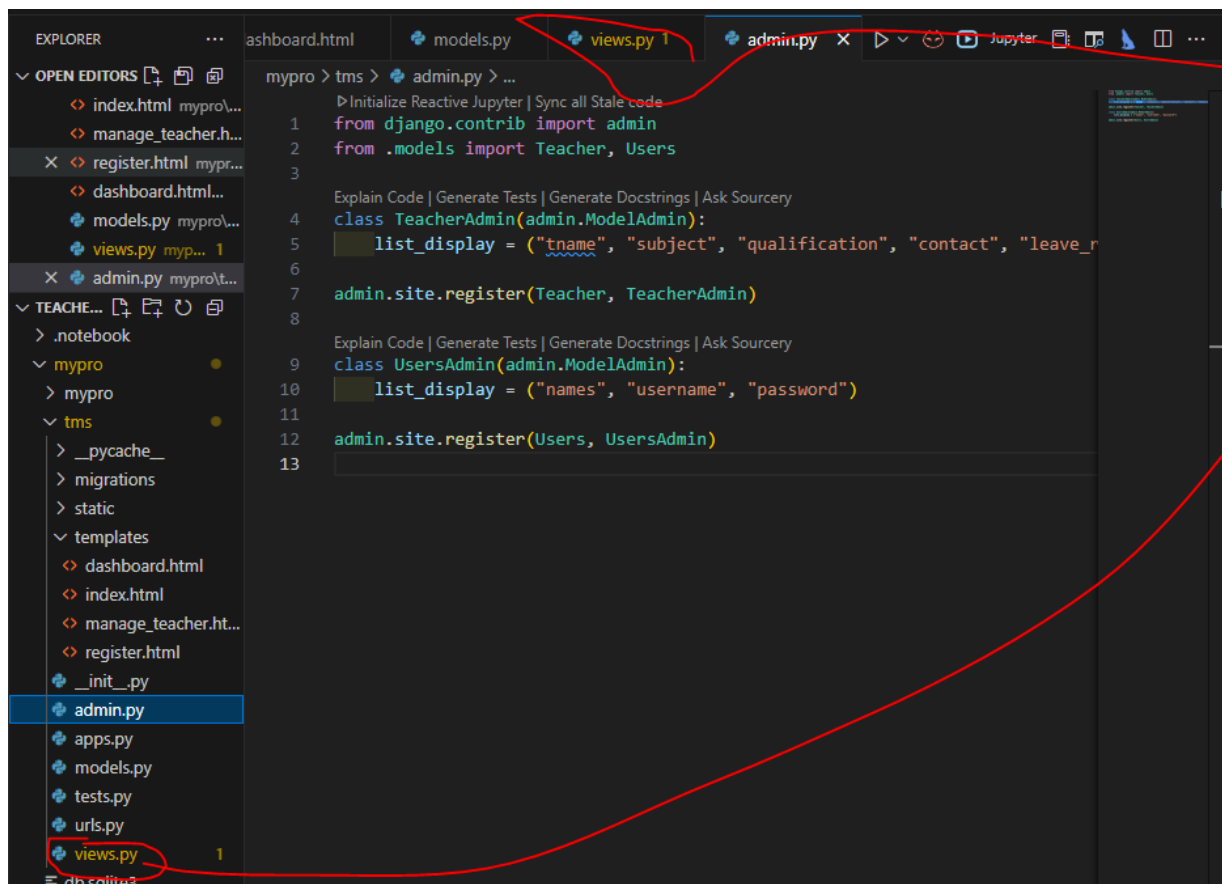 EXPLORER ...
ashboard.html models.py views.py 1 admin.py Jupyter ...
OPEN EDITORS
index.html mypro\...
manage_teacher.h...
register.html mypr...
dashboard.html...
models.py mypro\...
views.py myp... 1
admin.py mypro\t...
TEACHE...
.notebook
mypro
mypro
tms
__pycache__
migrations
static
templates
dashboard.html
index.html
manage_teacher.ht...
register.html
__init__.py
admin.py
apps.py
models.py
tests.py
urls.py
views.py 1
db.sqlite3
mypro > tms > admin.py > ...
Initialize Reactive Jupyter | Sync all Stale code
1 from django.contrib import admin
2 from .models import Teacher, Users
3
Explain Code | Generate Tests | Generate Docstrings | Ask Sourcery
4 class TeacherAdmin(admin.ModelAdmin):
5 list_display = ("tname", "subject", "qualification", "contact", "leave_r
6
7 admin.site.register(Teacher, TeacherAdmin)
8
Explain Code | Generate Tests | Generate Docstrings | Ask Sourcery
9 class UsersAdmin(admin.ModelAdmin):
10 list_display = ("names", "username", "password")
11
12 admin.site.register(Users, UsersAdmin)
13